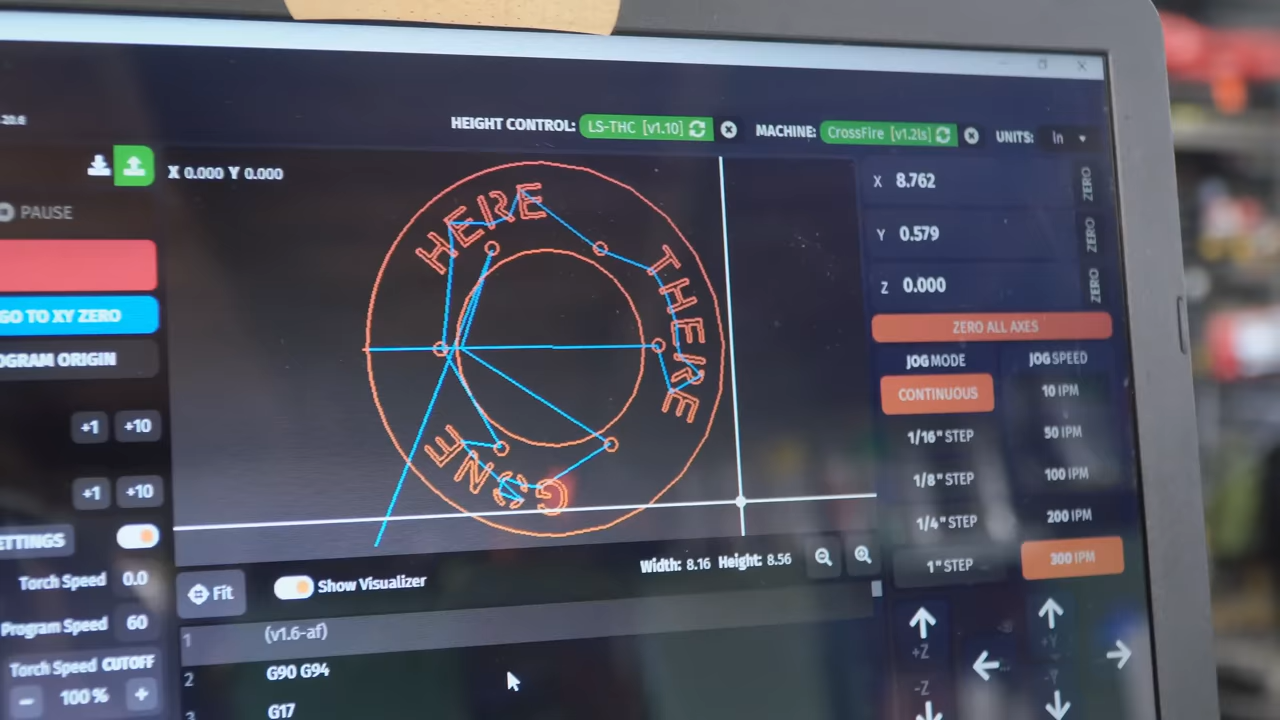 HEIGHT CONTROL: LS-THC [v1.10] MACHINE: CrossFire [v1.2ls] UNITS: In
X 0.000 Y 0.000
PAUSE
GO TO XY ZERO
OGRAM ORIGIN
+1 +10
+1 +10
ETTINGS
Torch Speed 0.0
Program Speed 60
Torch Speed CUTOFF
− 100 % +
HERE
THERE
GSNE
Width: 8.16 Height: 8.56
Fit
Show Visualizer
1 (v1.6-af)
2 G90 G94
3 G17
X 8.762 ZERO
Y 0.579 ZERO
Z 0.000 ZERO
ZERO ALL AXES
JOG MODE JOG SPEED
CONTINUOUS 10 IPM
1/16" STEP 50 IPM
1/8" STEP 100 IPM
1/4" STEP 200 IPM
1" STEP 300 IPM
+Z +Y
-Z -Y